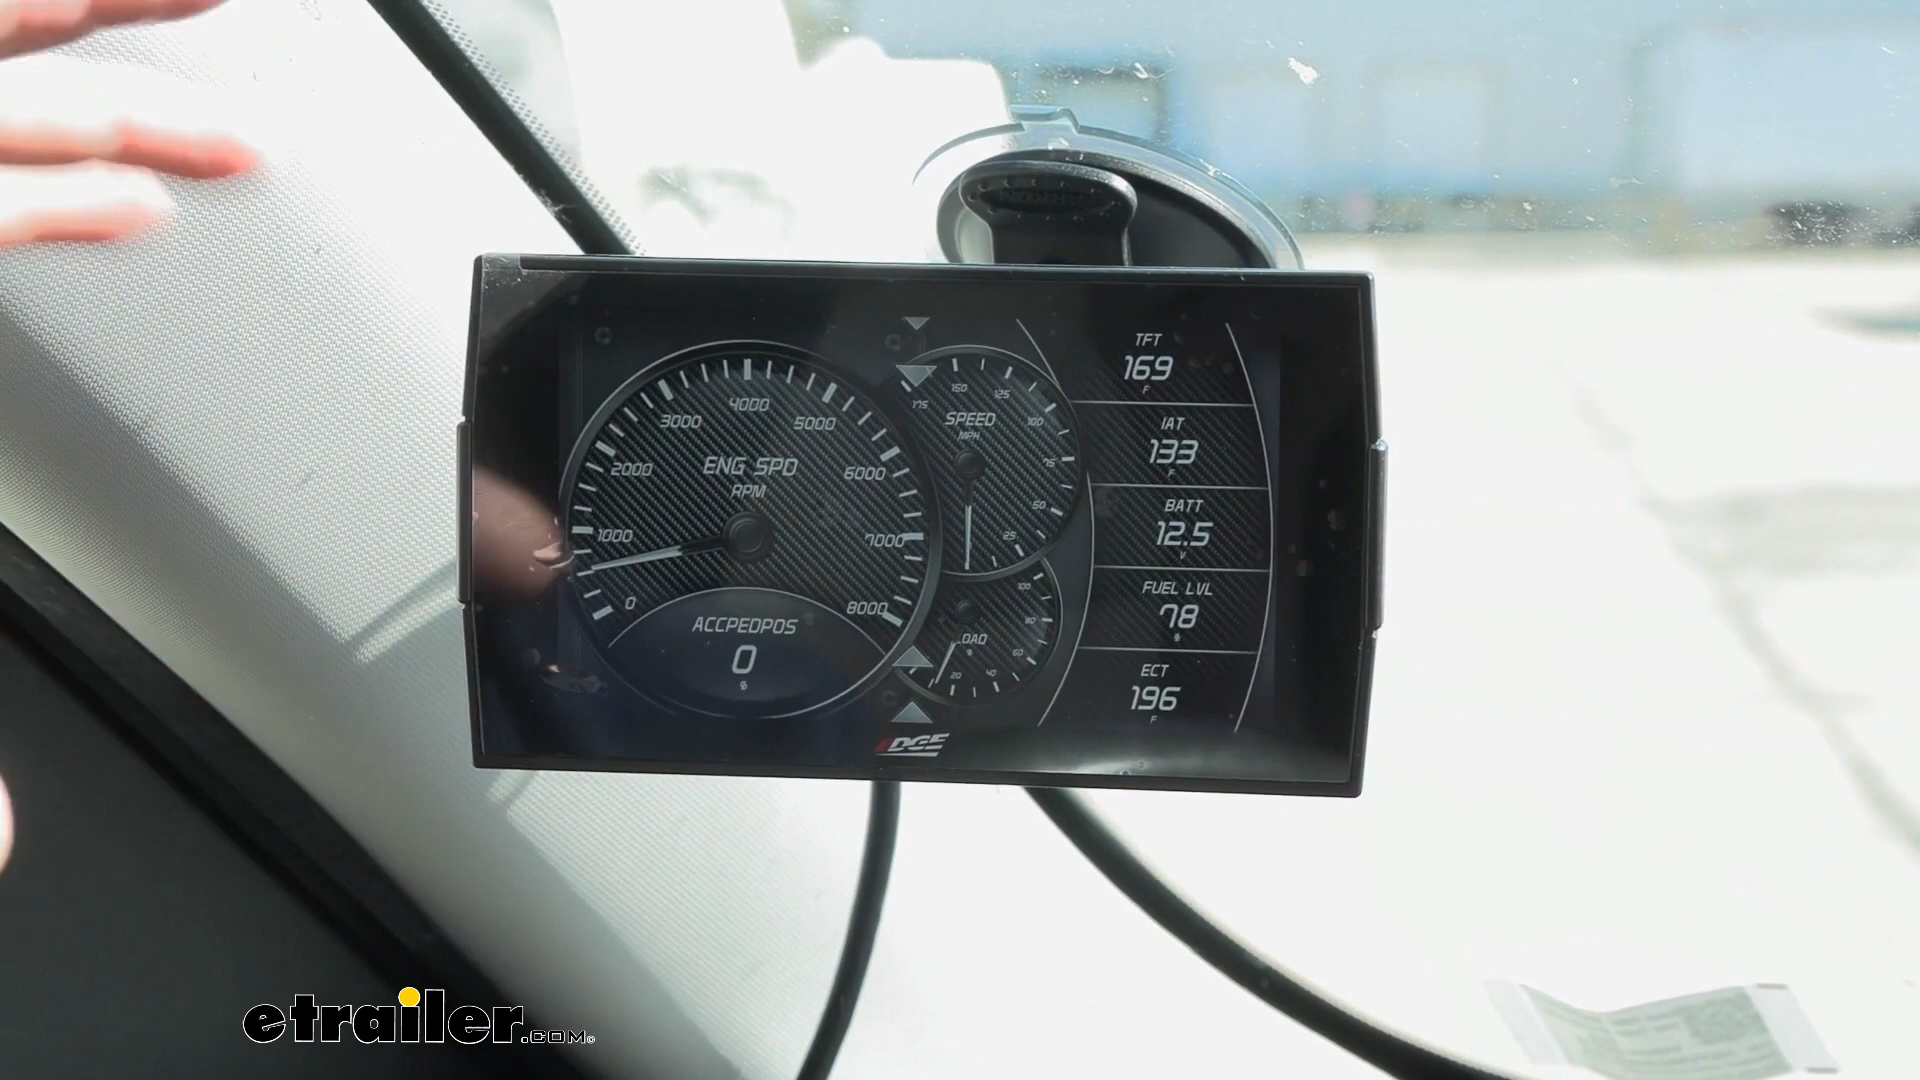 ENG SPD
RPM
0
1000
2000
3000
4000
5000
6000
7000
8000
ACCPEDPOS
0
%
SPEED
MPH
175
150
125
100
75
50
25
LOAD
%
20
40
60
80
100
TFT
169
F
IAT
133
F
BATT
12.5
V
FUEL LVL
78
%
ECT
196
F
EDGE
etrailer.com